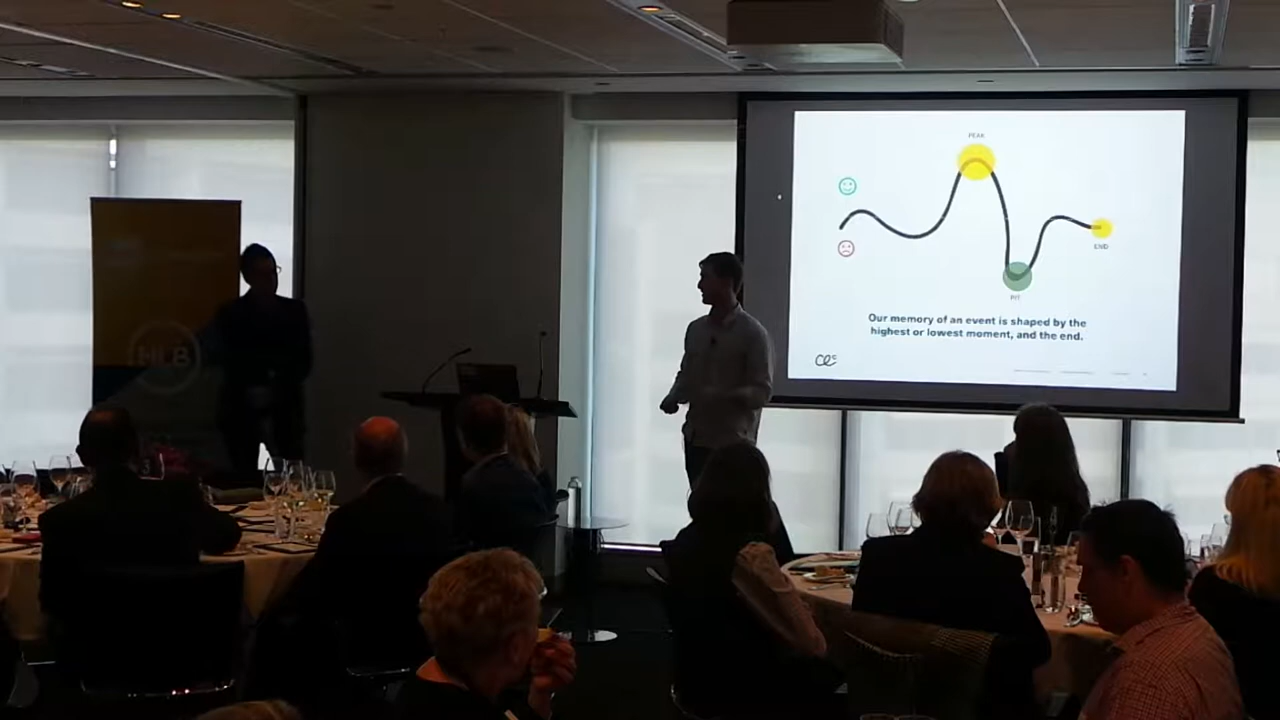 PEAK
END
PIT
Our memory of an event is shaped by the
highest or lowest moment, and the end.
HLB